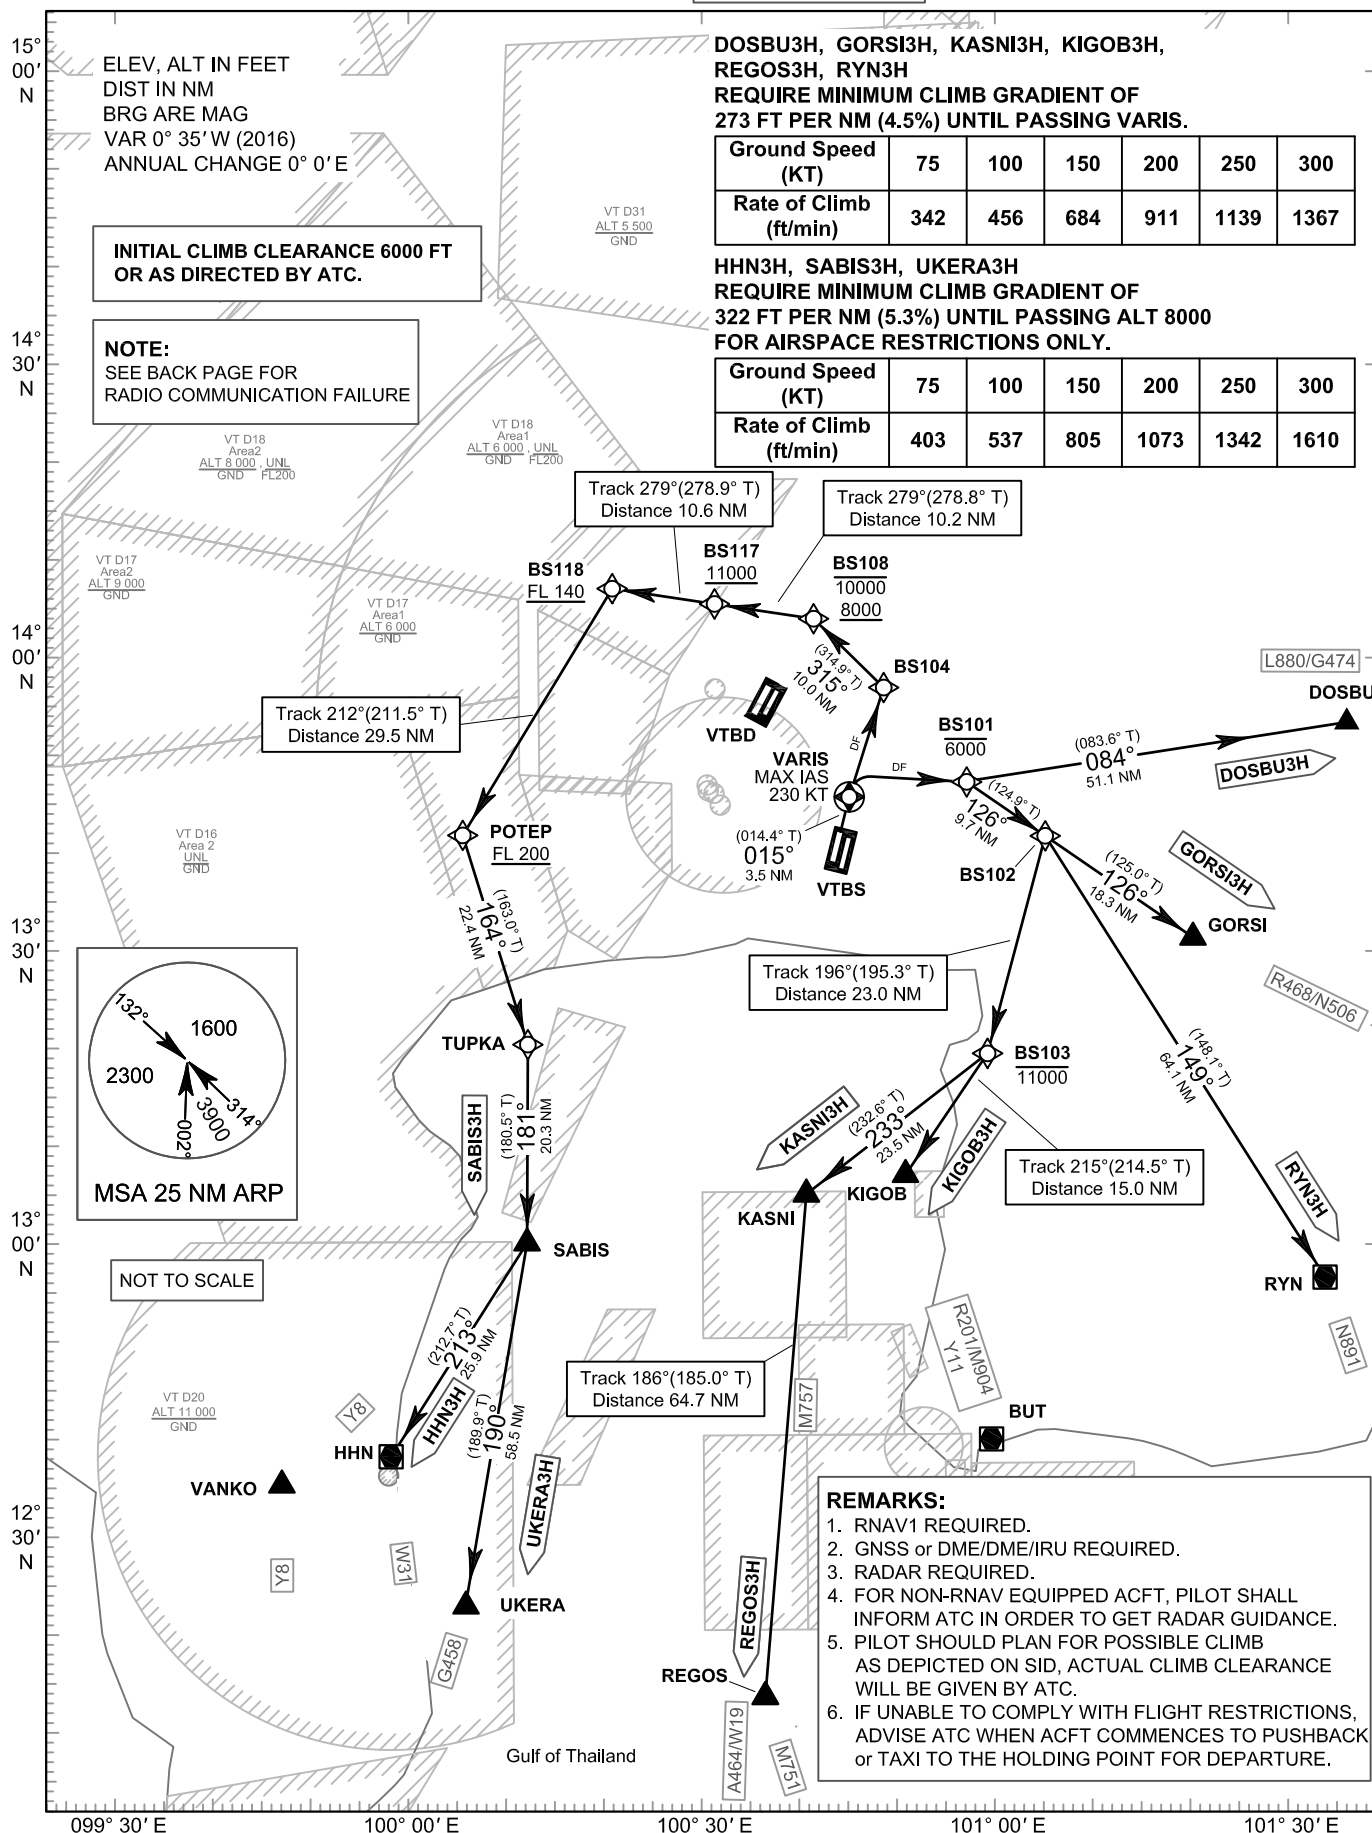 15°
00'
N
ELEV, ALT IN FEET
DIST IN NM
BRG ARE MAG
VAR 0° 35' W (2016)
ANNUAL CHANGE 0° 0' E
INITIAL CLIMB CLEARANCE 6000 FT
OR AS DIRECTED BY ATC.
NOTE:
SEE BACK PAGE FOR
RADIO COMMUNICATION FAILURE
DOSBU3H, GORSI3H, KASNI3H, KIGOB3H,
REGOS3H, RYN3H
REQUIRE MINIMUM CLIMB GRADIENT OF
273 FT PER NM (4.5%) UNTIL PASSING VARIS.
Ground Speed (KT) 75 100 150 200 250 300
Rate of Climb (ft/min) 342 456 684 911 1139 1367
HHN3H, SABIS3H, UKERA3H
REQUIRE MINIMUM CLIMB GRADIENT OF
322 FT PER NM (5.3%) UNTIL PASSING ALT 8000
FOR AIRSPACE RESTRICTIONS ONLY.
Ground Speed (KT) 75 100 150 200 250 300
Rate of Climb (ft/min) 403 537 805 1073 1342 1610
VT D31
ALT 5 500
GND
14°
30'
N
VT D18
Area2
ALT 8 000 , UNL
GND FL200
VT D18
Area1
ALT 6 000 , UNL
GND FL200
Track 279°(278.9° T)
Distance 10.6 NM
Track 279°(278.8° T)
Distance 10.2 NM
VT D17
Area2
ALT 9 000
GND
VT D17
Area1
ALT 6 000
GND
BS118
FL 140
BS117
11000
BS108
10000
8000
14°
00'
N
(314.9° T)
315°
10.0 NM
BS104
L880/G474
DOSBU
Track 212°(211.5° T)
Distance 29.5 NM
VTBD
DF
VARIS
MAX IAS
230 KT
DF
BS101
6000
(083.6° T)
084°
51.1 NM
DOSBU3H
(124.9° T)
126°
9.7 NM
VT D16
Area 2
UNL
GND
POTEP
FL 200
(014.4° T)
015°
3.5 NM
VTBS
BS102
(125.0° T)
126°
18.3 NM
GORSI3H
GORSI
13°
30'
N
(163.0° T)
164°
22.4 NM
Track 196°(195.3° T)
Distance 23.0 NM
R468/N506
132°
1600
2300
314°
3900
002°
MSA 25 NM ARP
TUPKA
BS103
11000
(148.1° T)
149°
64.1 NM
SABIS3H
(180.5° T)
181°
20.3 NM
KASNI3H
(232.6° T)
233°
23.5 NM
KIGOB3H
Track 215°(214.5° T)
Distance 15.0 NM
RYN3H
KIGOB
KASNI
13°
00'
N
SABIS
NOT TO SCALE
RYN
(212.7° T)
213°
25.9 NM
R201/M904
Y11
N891
Track 186°(185.0° T)
Distance 64.7 NM
M757
VT D20
ALT 11 000
GND
Y8
HHN3H
(189.9° T)
190°
58.5 NM
BUT
HHN
VANKO
UKERA3H
12°
30'
N
Y8
W31
UKERA
G458
REGOS3H
REGOS
A464/W19
M751
Gulf of Thailand
REMARKS:
1. RNAV1 REQUIRED.
2. GNSS or DME/DME/IRU REQUIRED.
3. RADAR REQUIRED.
4. FOR NON-RNAV EQUIPPED ACFT, PILOT SHALL
INFORM ATC IN ORDER TO GET RADAR GUIDANCE.
5. PILOT SHOULD PLAN FOR POSSIBLE CLIMB
AS DEPICTED ON SID, ACTUAL CLIMB CLEARANCE
WILL BE GIVEN BY ATC.
6. IF UNABLE TO COMPLY WITH FLIGHT RESTRICTIONS,
ADVISE ATC WHEN ACFT COMMENCES TO PUSHBACK
or TAXI TO THE HOLDING POINT FOR DEPARTURE.
099° 30' E
100° 00' E
100° 30' E
101° 00' E
101° 30' E